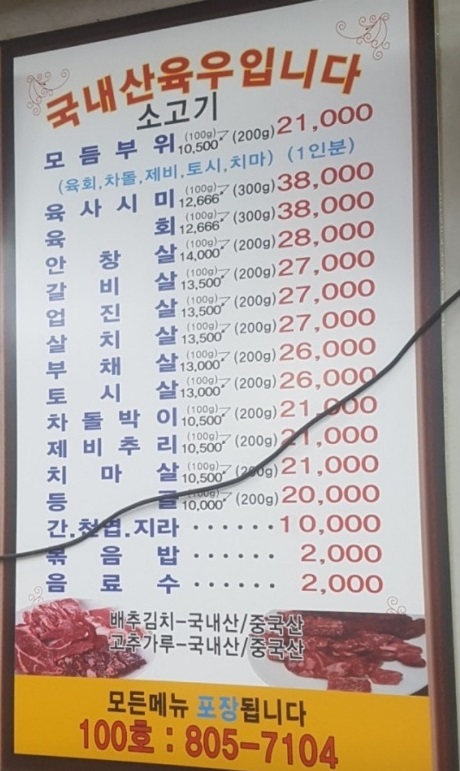 국내산육우입니다
소고기
모듬부위 (100g)▽10,500 (200g) 21,000
(육회,차돌,제비,토시,치마) (1인분)
육사시미 (100g)▽12,666 (300g) 38,000
육회 (100g)▽12,666 (300g) 38,000
안창살 (100g)▽14,000 (200g) 28,000
갈비살 (100g)▽13,500 (200g) 27,000
업진살 (100g)▽13,500 (200g) 27,000
살치살 (100g)▽13,500 (200g) 27,000
부채살 (100g)▽13,000 (200g) 26,000
토시살 (100g)▽13,000 (200g) 26,000
차돌박이 (100g)▽10,500 (200g) 21,000
제비추리 (100g)▽10,500 (200g) 21,000
치마살 (100g)▽10,500 (200g) 21,000
등골 (100g)▽10,000 (200g) 20,000
간.천엽.지라 ······ 10,000
볶음밥 ······ 2,000
음료수 ······ 2,000
배추김치-국내산/중국산
고추가루-국내산/중국산
모든메뉴 포장됩니다
100호 : 805-7104